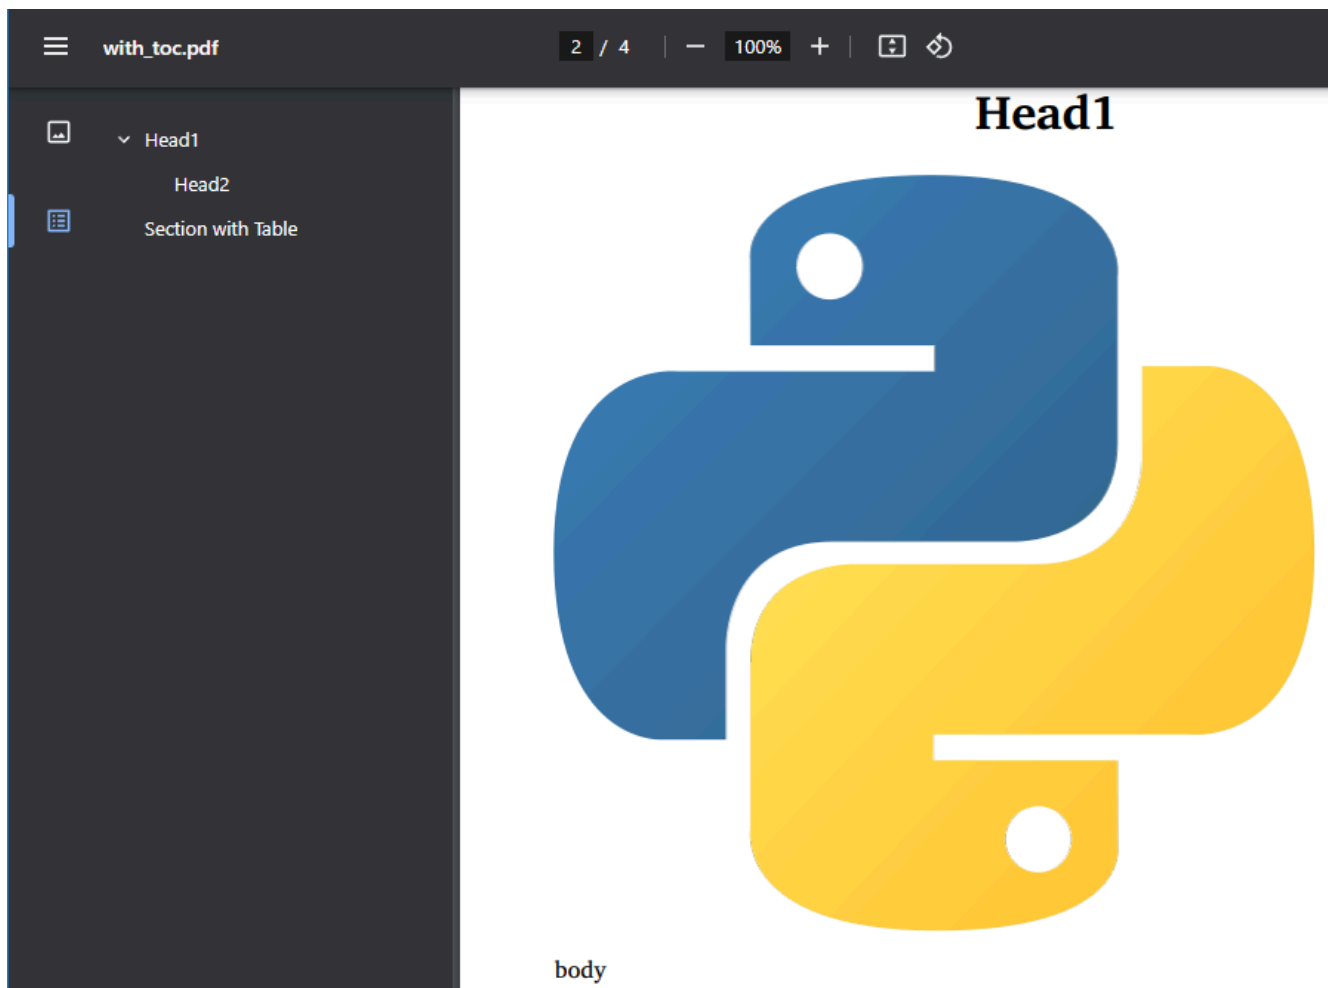 with_toc.pdf
2 / 4
100%
Head1
Head2
Section with Table
Head1
body